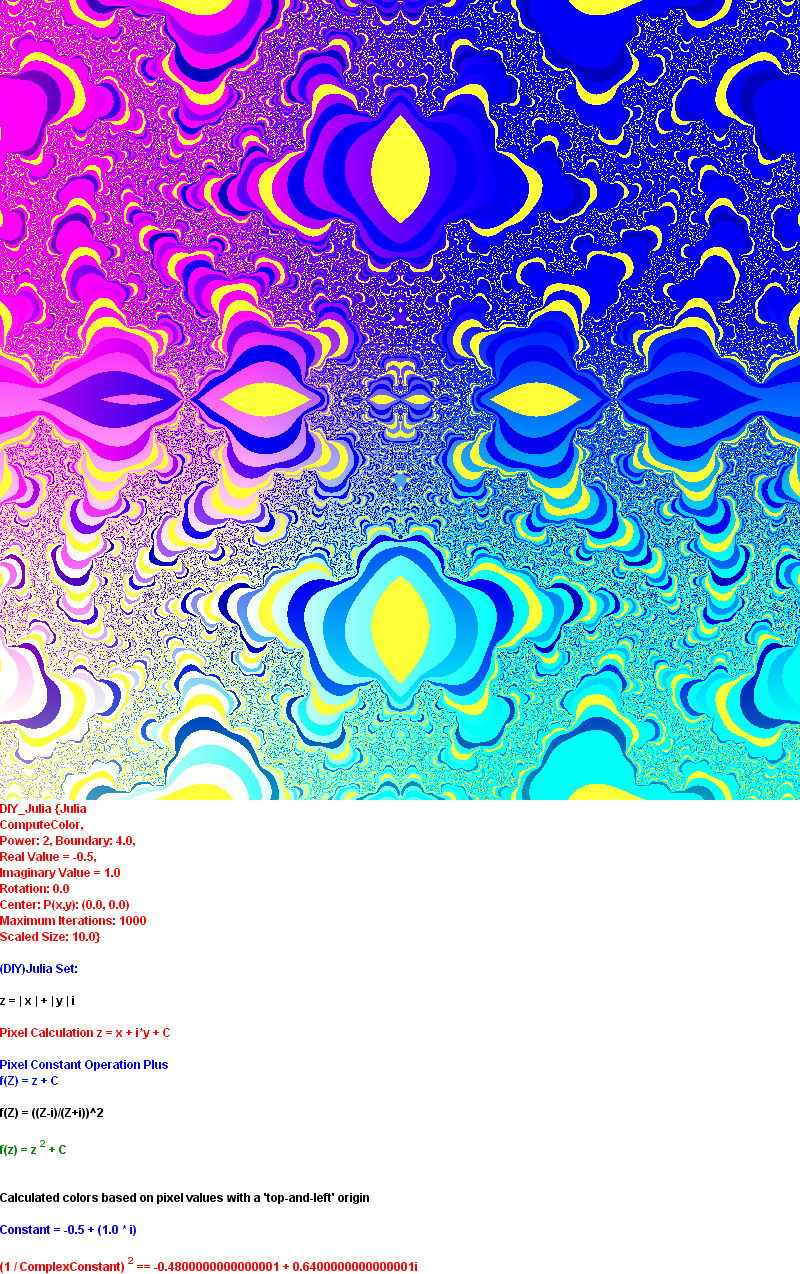 DIY_Julia {Julia
ComputeColor,
Power: 2, Boundary: 4.0,
Real Value = -0.5,
Imaginary Value = 1.0
Rotation: 0.0
Center: P(x,y): (0.0, 0.0)
Maximum Iterations: 1000
Scaled Size: 10.0}
(DIY)Julia Set:
z = | x | + | y | i
Pixel Calculation z = x + i*y + C
Pixel Constant Operation Plus
f(Z) = z + C
f(Z) = ((Z-i)/(Z+i))^2
f(z) = z 2 + C
Calculated colors based on pixel values with a 'top-and-left' origin
Constant = -0.5 + (1.0 * i)
(1 / ComplexConstant) 2 == -0.4800000000000001 + 0.6400000000000001i